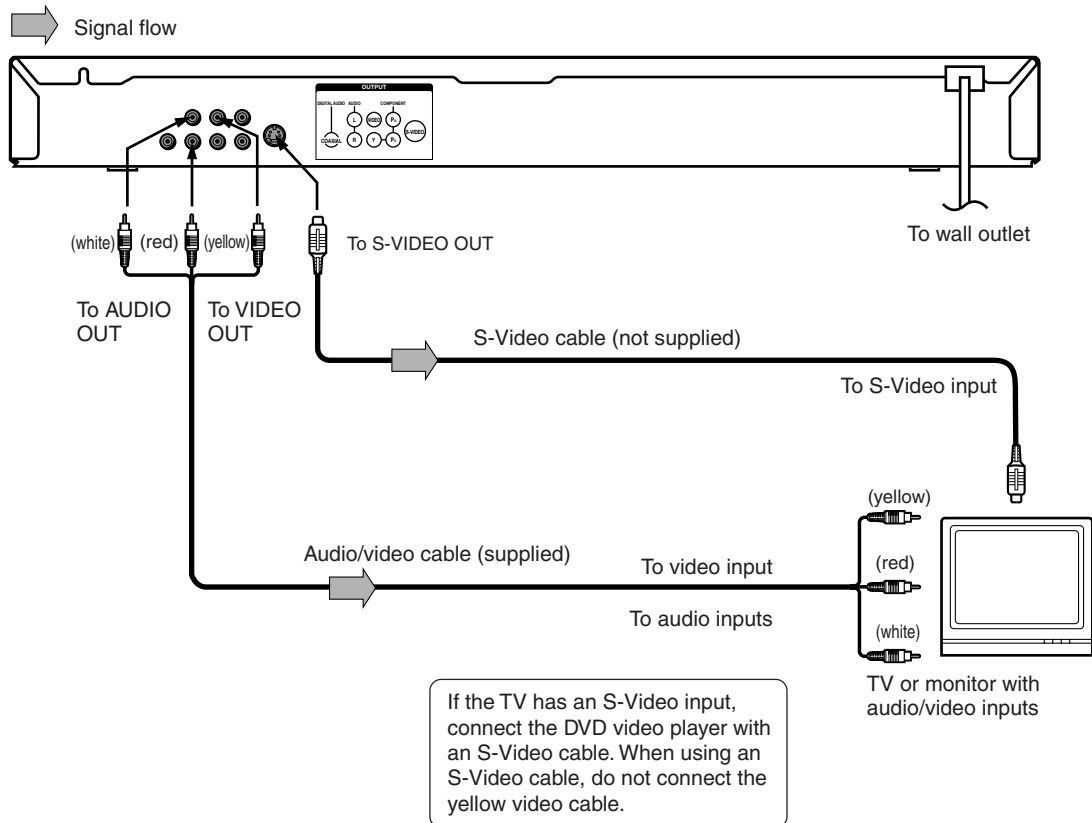 Signal flow
OUTPUT
DIGITAL AUDIO AUDIO COMPONENT
L VIDEO PB
S-VIDEO
COAXIAL R Y PR
(white) (red) (yellow)
To S-VIDEO OUT
To wall outlet
To AUDIO
OUT
To VIDEO
OUT
S-Video cable (not supplied)
To S-Video input
(yellow)
Audio/video cable (supplied)
To video input
(red)
To audio inputs
(white)
TV or monitor with
audio/video inputs
If the TV has an S-Video input,
connect the DVD video player with
an S-Video cable. When using an
S-Video cable, do not connect the
yellow video cable.